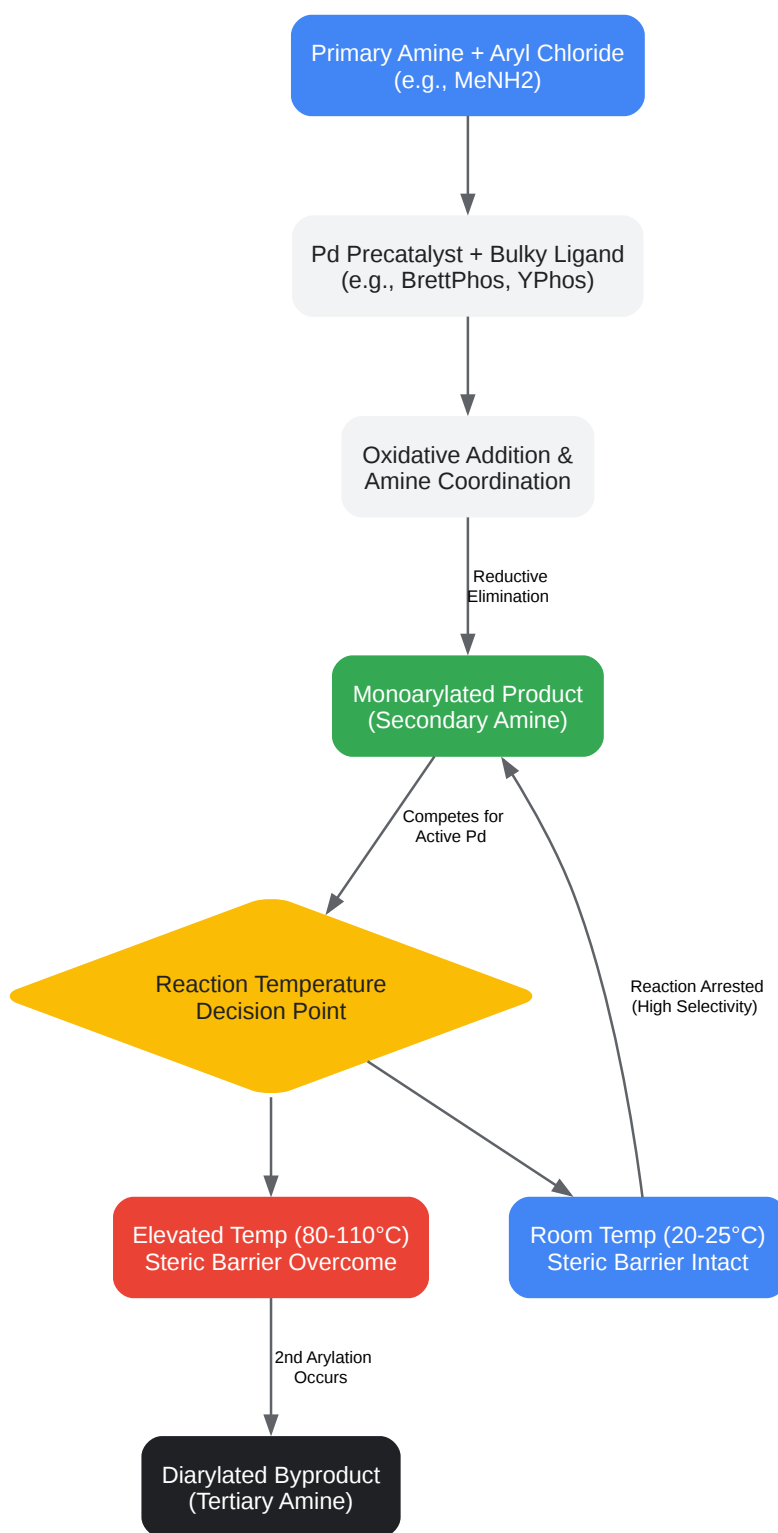 Primary Amine + Aryl Chloride
(e.g., MeNH2)
Pd Precatalyst + Bulky Ligand
(e.g., BrettPhos, YPhos)
Oxidative Addition &
Amine Coordination
Reductive
Elimination
Monoarylated Product
(Secondary Amine)
Competes for
Active Pd
Reaction Temperature
Decision Point
Reaction Arrested
(High Selectivity)
Elevated Temp (80-110°C)
Steric Barrier Overcome
Room Temp (20-25°C)
Steric Barrier Intact
2nd Arylation
Occurs
Diarylated Byproduct
(Tertiary Amine)